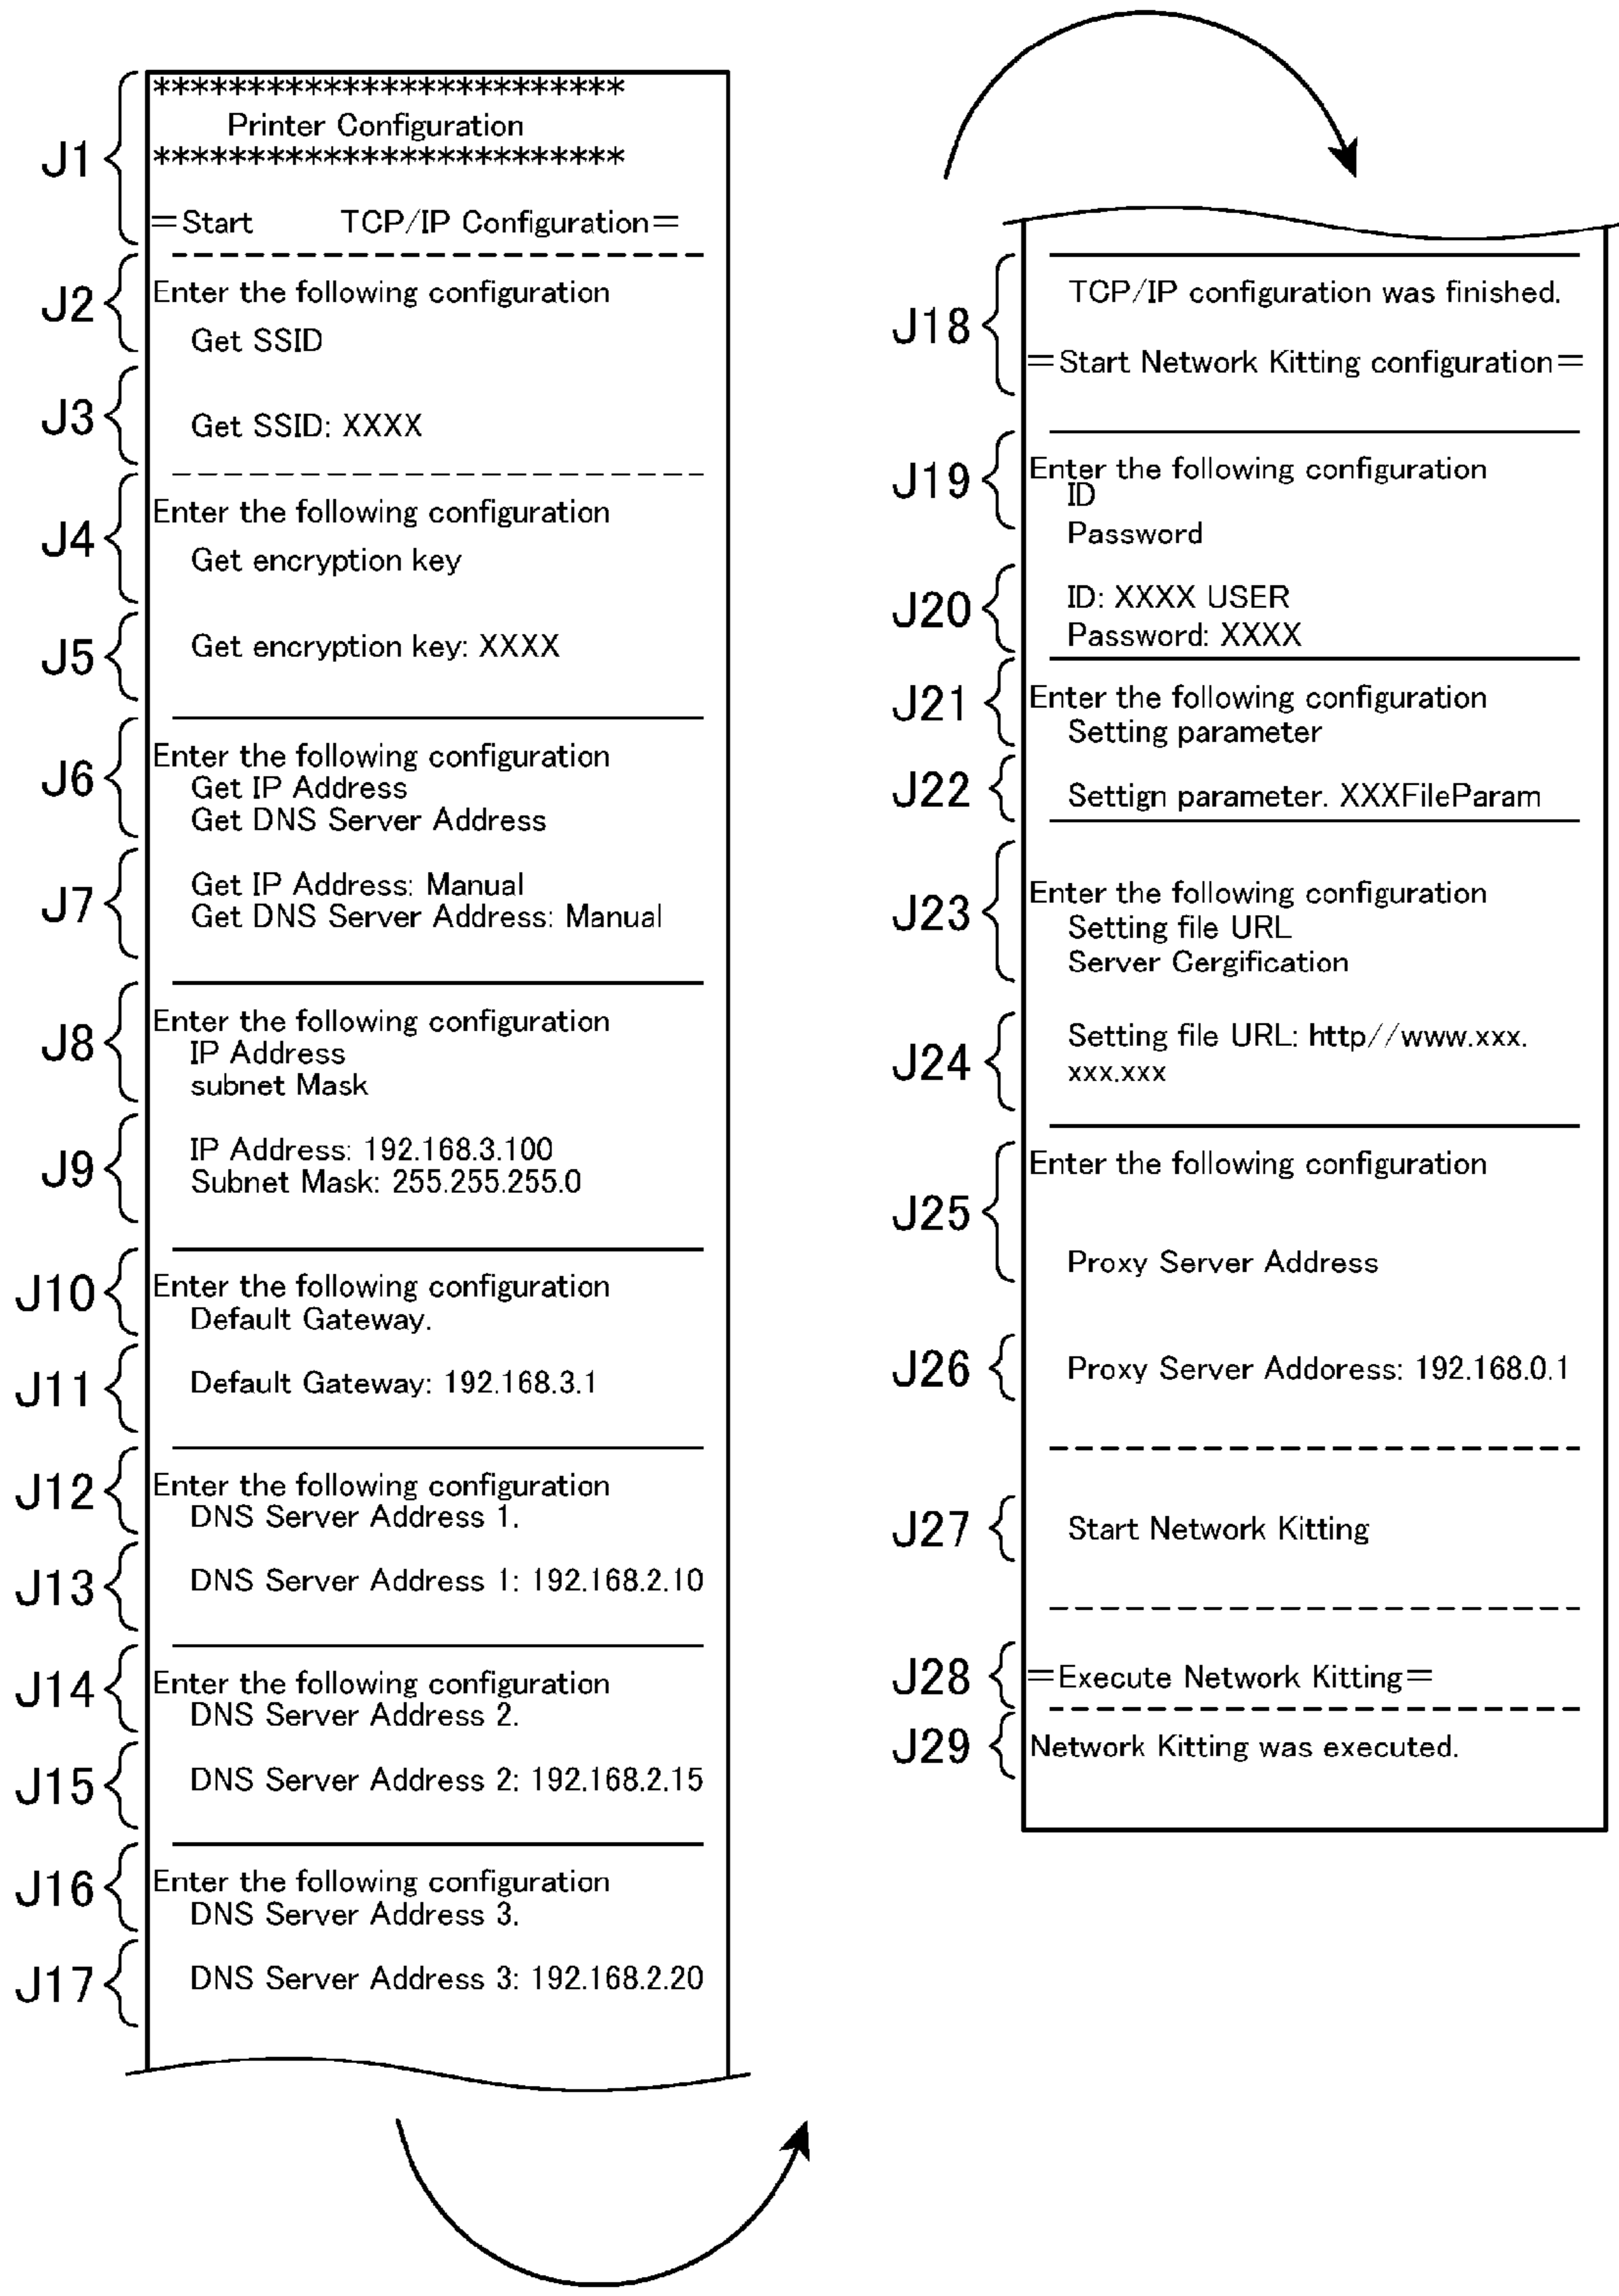 J1
*************************
Printer Configuration
*************************
=Start TCP/IP Configuration=
J2
Enter the following configuration
Get SSID
J3
Get SSID: XXXX
J4
Enter the following configuration
Get encryption key
J5
Get encryption key: XXXX
J6
Enter the following configuration
Get IP Address
Get DNS Server Address
J7
Get IP Address: Manual
Get DNS Server Address: Manual
J8
Enter the following configuration
IP Address
subnet Mask
J9
IP Address: 192.168.3.100
Subnet Mask: 255.255.255.0
J10
Enter the following configuration
Default Gateway.
J11
Default Gateway: 192.168.3.1
J12
Enter the following configuration
DNS Server Address 1.
J13
DNS Server Address 1: 192.168.2.10
J14
Enter the following configuration
DNS Server Address 2.
J15
DNS Server Address 2: 192.168.2.15
J16
Enter the following configuration
DNS Server Address 3.
J17
DNS Server Address 3: 192.168.2.20
J18
TCP/IP configuration was finished.
=Start Network Kitting configuration=
J19
Enter the following configuration
ID
Password
J20
ID: XXXX USER
Password: XXXX
J21
Enter the following configuration
Setting parameter
J22
Settign parameter. XXXFileParam
J23
Enter the following configuration
Setting file URL
Server Cergification
J24
Setting file URL: http//www.xxx.
xxx.xxx
J25
Enter the following configuration
Proxy Server Address
J26
Proxy Server Addoress: 192.168.0.1
J27
Start Network Kitting
J28
=Execute Network Kitting=
J29
Network Kitting was executed.